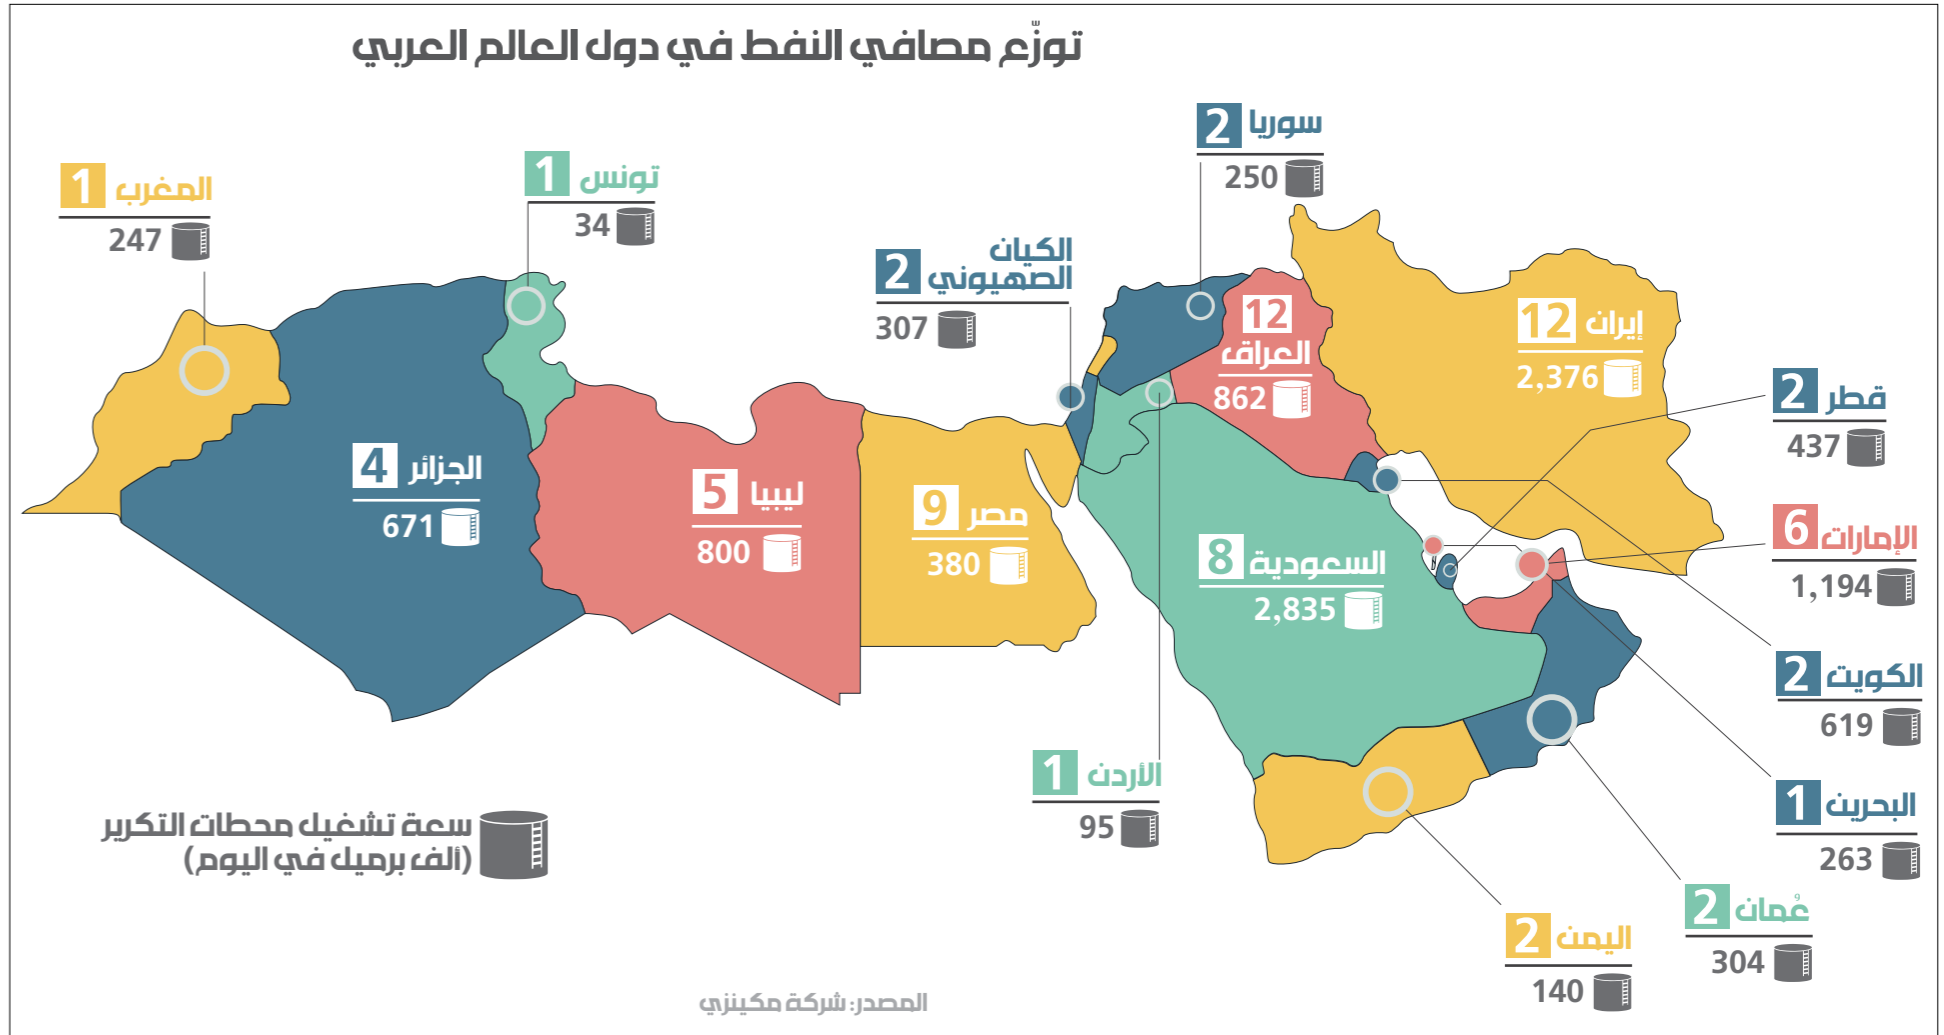 توزّع مصافي النفط في دول العالم العربي
سوريا 2
250
تونس 1
34
المغرب 1
247
الكيان
الصهيوني 2
307
12
العراق
862
إيران 12
2,376
قطر 2
437
الجزائر 4
671
ليبيا 5
800
مصر 9
380
السعودية 8
2,835
الإمارات 6
1,194
الكويت 2
619
الأردن 1
95
البحرين 1
263
عُمان 2
304
اليمن 2
140
سعة تشغيل محطات التكرير
(ألف برميل في اليوم)
المصدر: شركة مكينزي